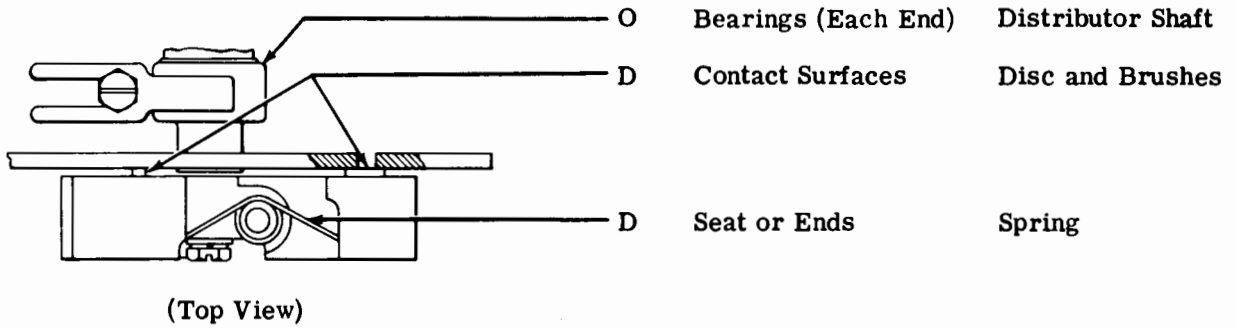 O Bearings (Each End) Distributor Shaft
D Contact Surfaces Disc and Brushes
D Seat or Ends Spring
(Top View)